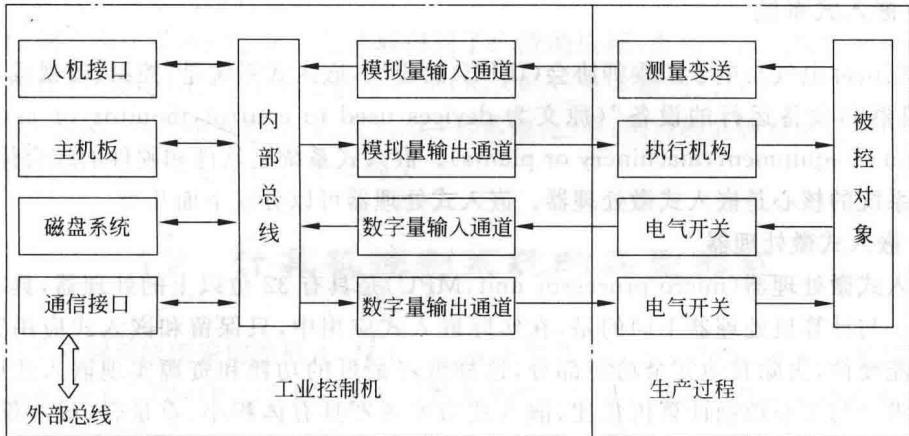 人机接口
主机板
磁盘系统
通信接口
外部总线
内部总线
模拟量输入通道
模拟量输出通道
数字量输入通道
数字量输出通道
工业控制机
测量变送
执行机构
电气开关
电气开关
被控对象
生产过程